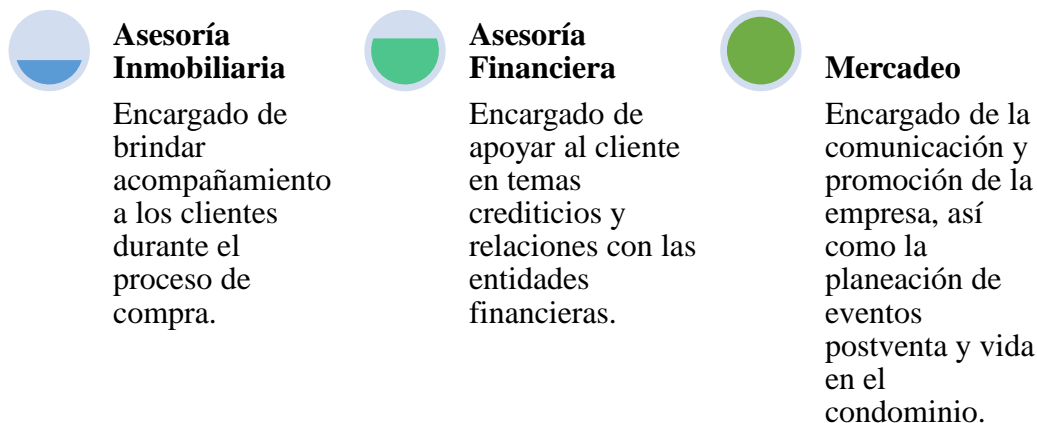 Asesoría
Inmobiliaria
Encargado de
brindar
acompañamiento
a los clientes
durante el
proceso de
compra.
Asesoría
Financiera
Encargado de
apoyar al cliente
en temas
crediticios y
relaciones con las
entidades
financieras.
Mercadeo
Encargado de la
comunicación y
promoción de la
empresa, así
como la
planeación de
eventos
postventa y vida
en el
condominio.